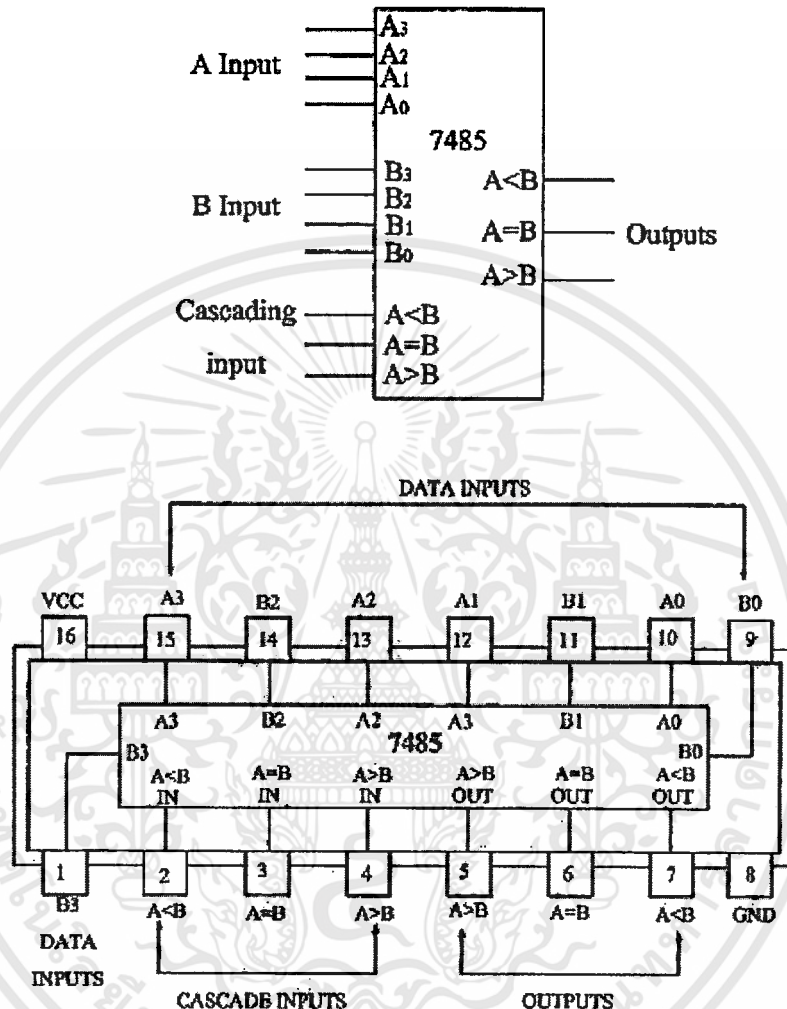 A3
A Input
A2
A1
A0
7485
B3
B Input
B2
B1
B0
A<B
A=B
A>B
Outputs
Cascading
input
A<B
A=B
A>B
DATA INPUTS
VCC A3 B2 A2 A1 B1 A0 B0
16 15 14 13 12 11 10 9
A3 B2 A2 A3 B1 A0
7485
B3 B0
A<B A=B A>B A>B A=B A<B
IN IN IN OUT OUT OUT
1 2 3 4 5 6 7 8
B3 A<B A=B A>B A>B A=B A<B GND
DATA
INPUTS
CASCADE INPUTS OUTPUTS